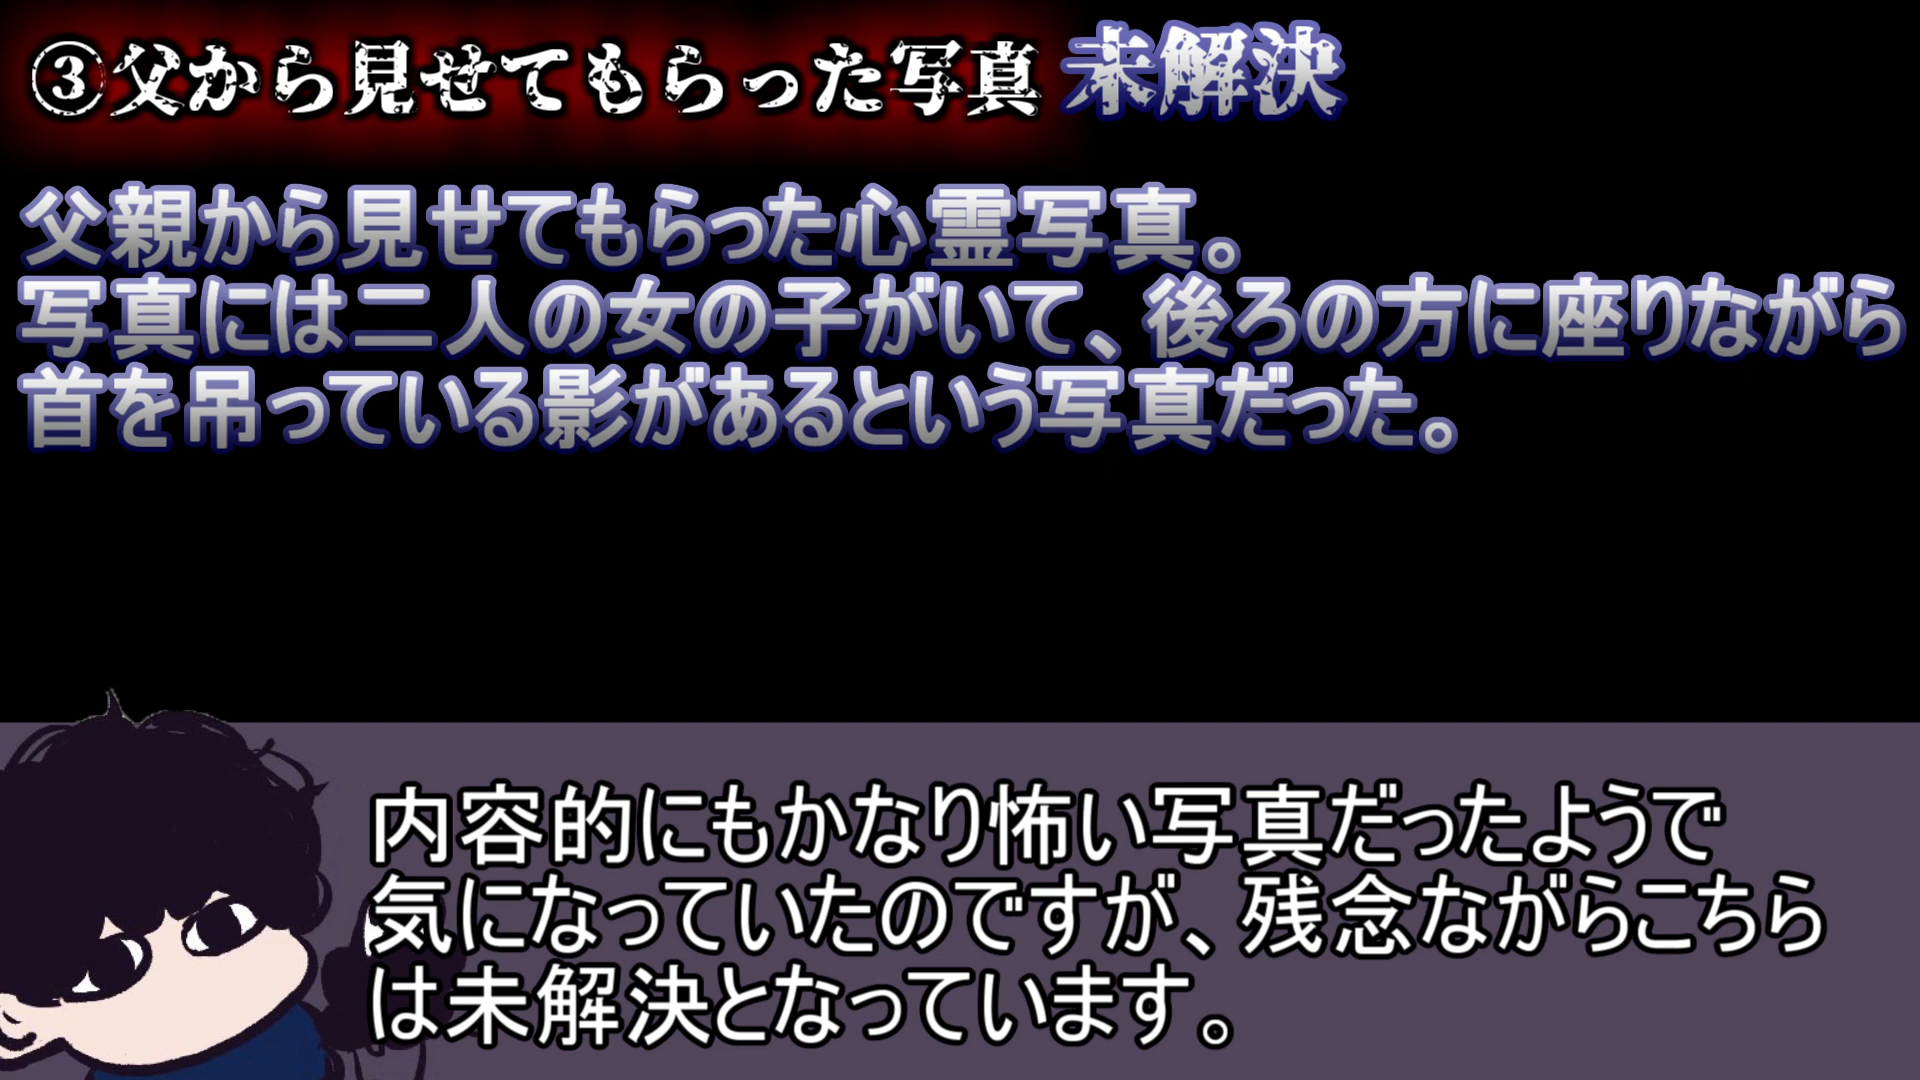 ③父から見せてもらった写真 未解決
父親から見せてもらった心霊写真。
写真には二人の女の子がいて、後ろの方に座りながら
首を吊っている影があるという写真だった。
内容的にもかなり怖い写真だったようで
気になっていたのですが、残念ながらこちら
は未解決となっています。